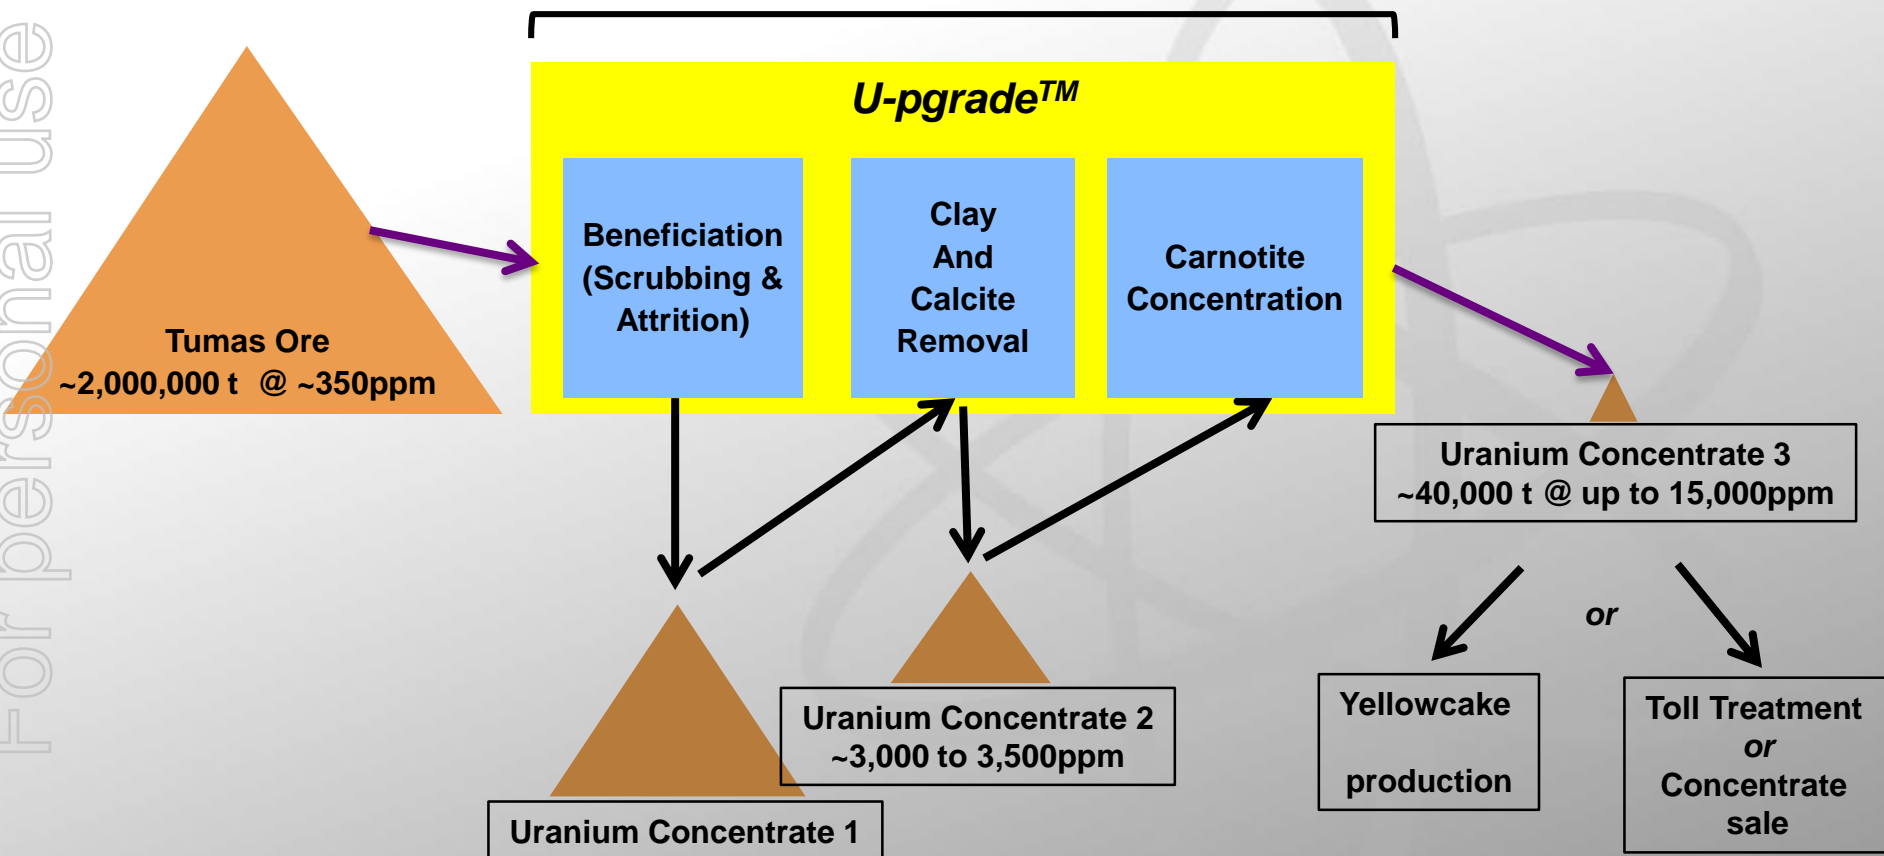 For personal use
U-pgrade™
Beneficiation
(Scrubbing &
Attrition)
Clay
And
Calcite
Removal
Carnotite
Concentration
Tumas Ore
~2,000,000 t @ ~350ppm
Uranium Concentrate 3
~40,000 t @ up to 15,000ppm
or
Uranium Concentrate 2
~3,000 to 3,500ppm
Yellowcake
production
Toll Treatment
or
Concentrate
sale
Uranium Concentrate 1